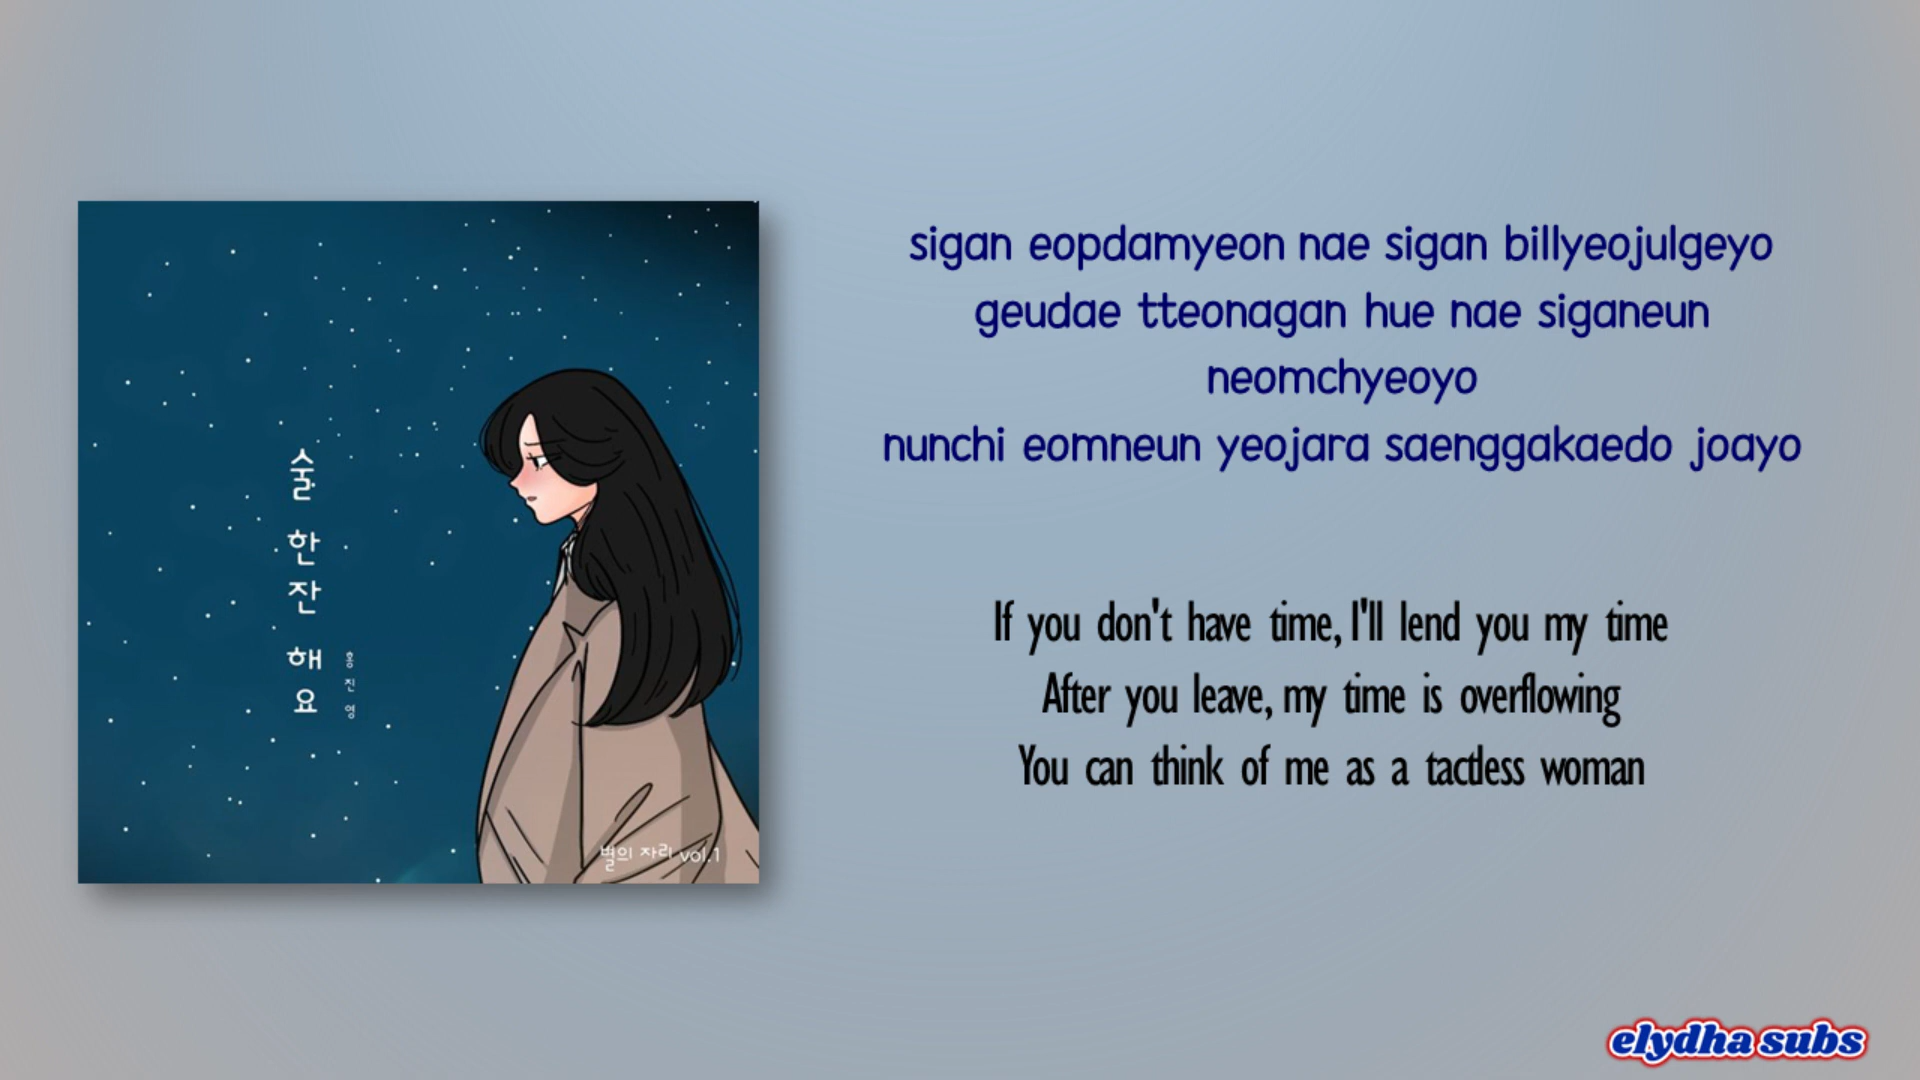 술 한잔 해요
홍진영
별의 자리 vol.1
sigan eopdamyeon nae sigan billyeojulgeyo
geudae tteonagan hue nae siganeun
neomchyeoyo
nunchi eomneun yeojara saenggakaedo joayo
If you don't have time, I'll lend you my time
After you leave, my time is overflowing
You can think of me as a tactless woman
elydha subs